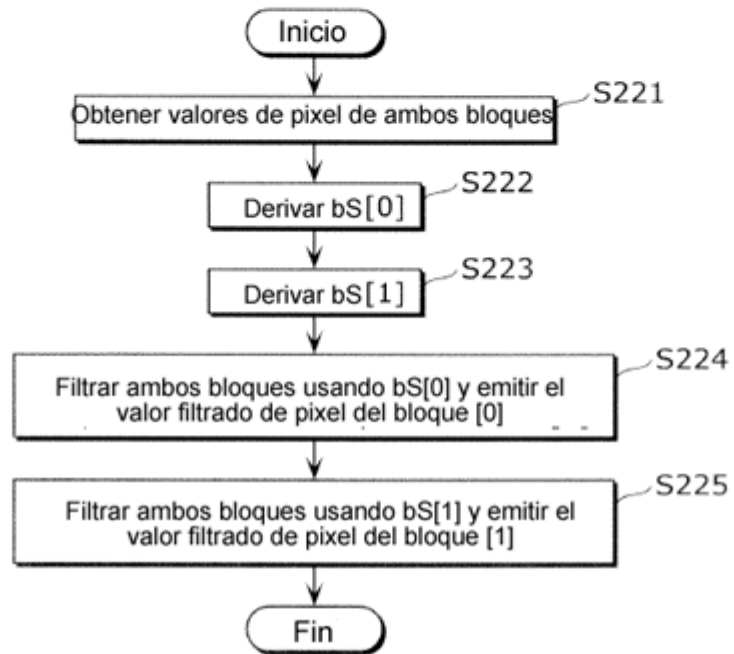 Inicio
Obtener valores de pixel de ambos bloques
S221
Derivar bS[0]
S222
Derivar bS[1]
S223
Filtrar ambos bloques usando bS[0] y emitir el
valor filtrado de pixel del bloque [0]
S224
Filtrar ambos bloques usando bS[1] y emitir el
valor filtrado de pixel del bloque [1]
S225
Fin